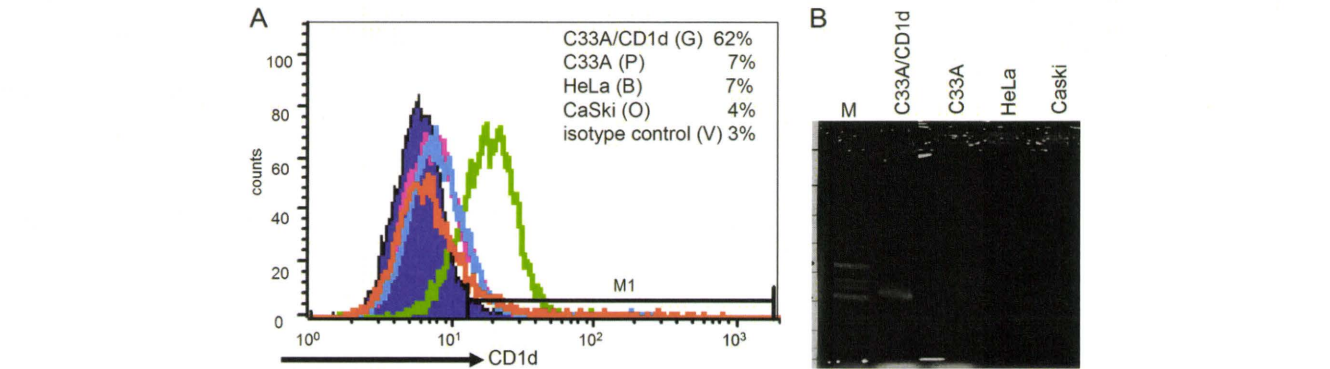 A
C33A/CD1d (G) 62%
C33A (P) 7%
HeLa (B) 7%
CaSki (O) 4%
isotype control (V) 3%
counts
100
80
60
40
20
0
M1
10⁰ 10¹ 10² 10³
CD1d
B
M C33A/CD1d C33A HeLa Caski